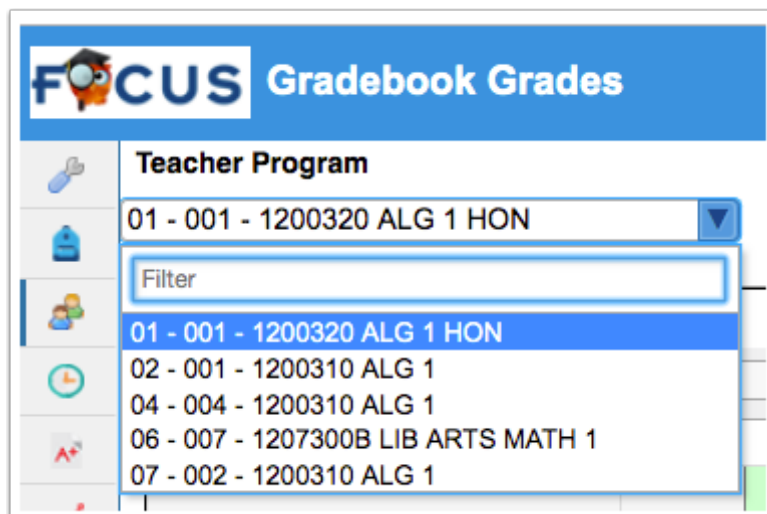 FOCUS Gradebook Grades
Teacher Program
01 - 001 - 1200320 ALG 1 HON
Filter
01 - 001 - 1200320 ALG 1 HON
02 - 001 - 1200310 ALG 1
04 - 004 - 1200310 ALG 1
06 - 007 - 1207300B LIB ARTS MATH 1
07 - 002 - 1200310 ALG 1
A+